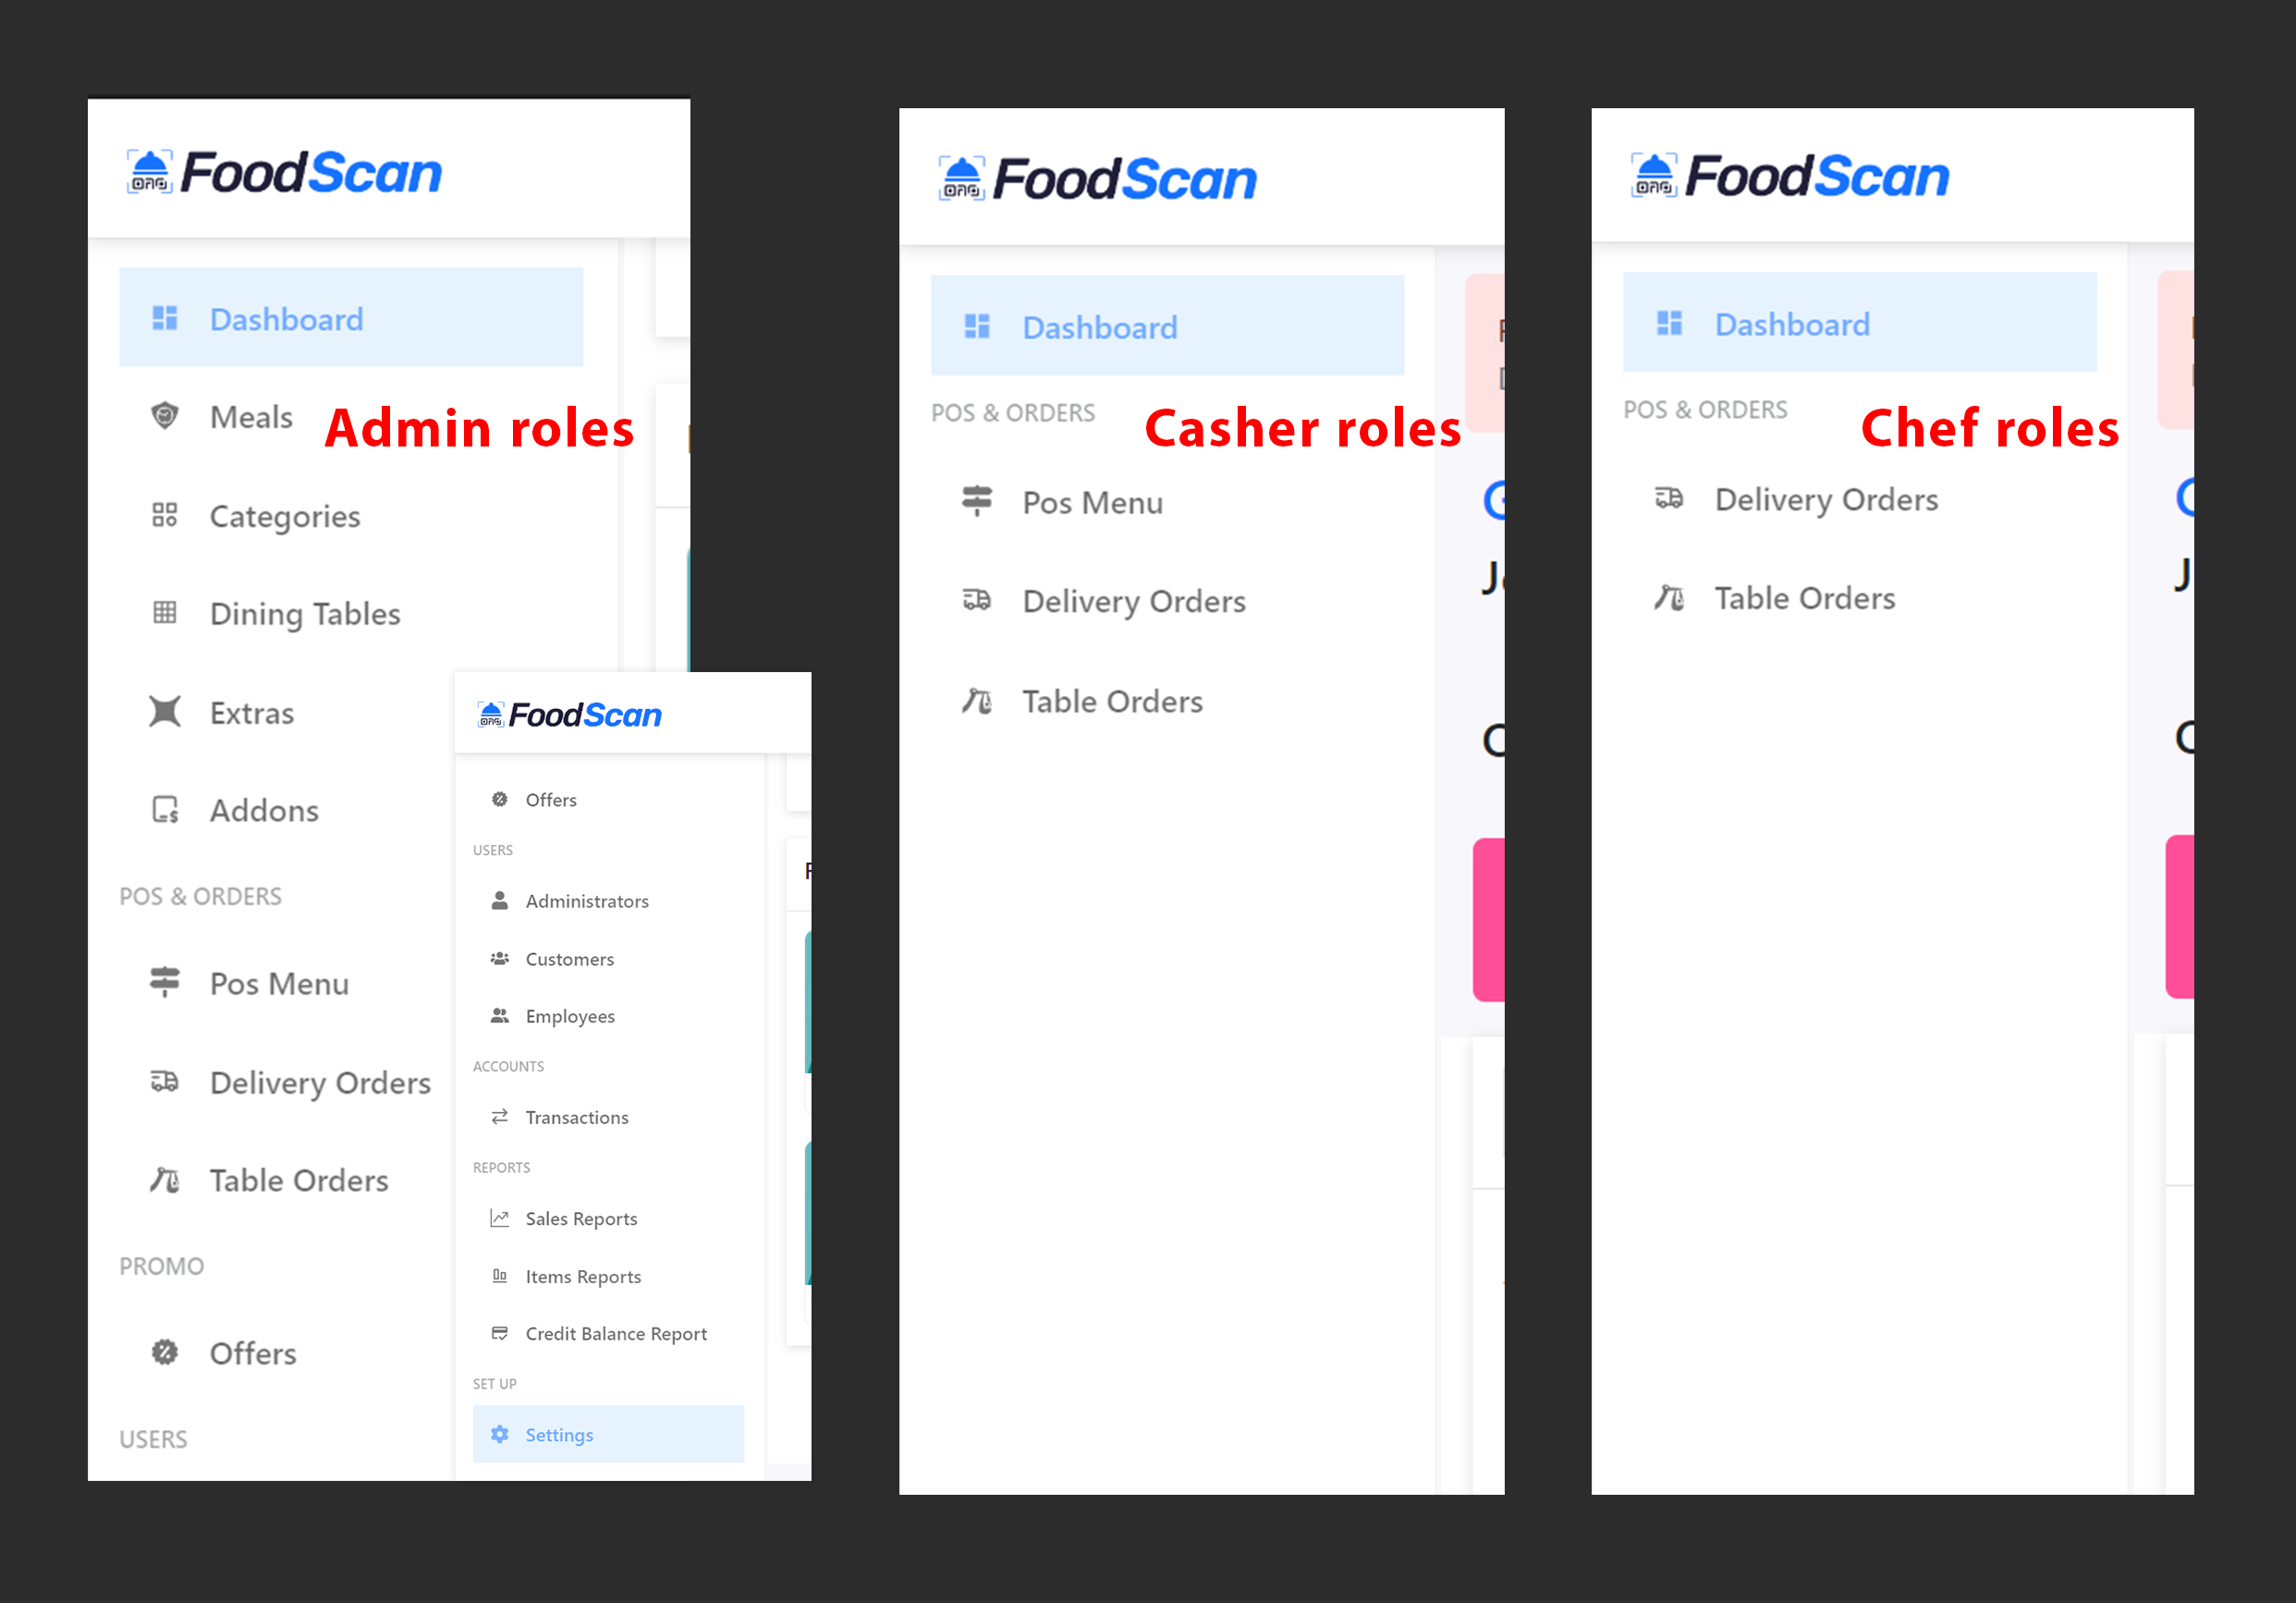 FoodScan
Dashboard
Meals
Admin roles
Categories
Dining Tables
Extras
Addons
POS & ORDERS
Pos Menu
Delivery Orders
Table Orders
PROMO
Offers
USERS
FoodScan
Offers
USERS
Administrators
Customers
Employees
ACCOUNTS
Transactions
REPORTS
Sales Reports
Items Reports
Credit Balance Report
SET UP
Settings
FoodScan
Dashboard
POS & ORDERS
Casher roles
Pos Menu
Delivery Orders
Table Orders
FoodScan
Dashboard
POS & ORDERS
Chef roles
Delivery Orders
Table Orders